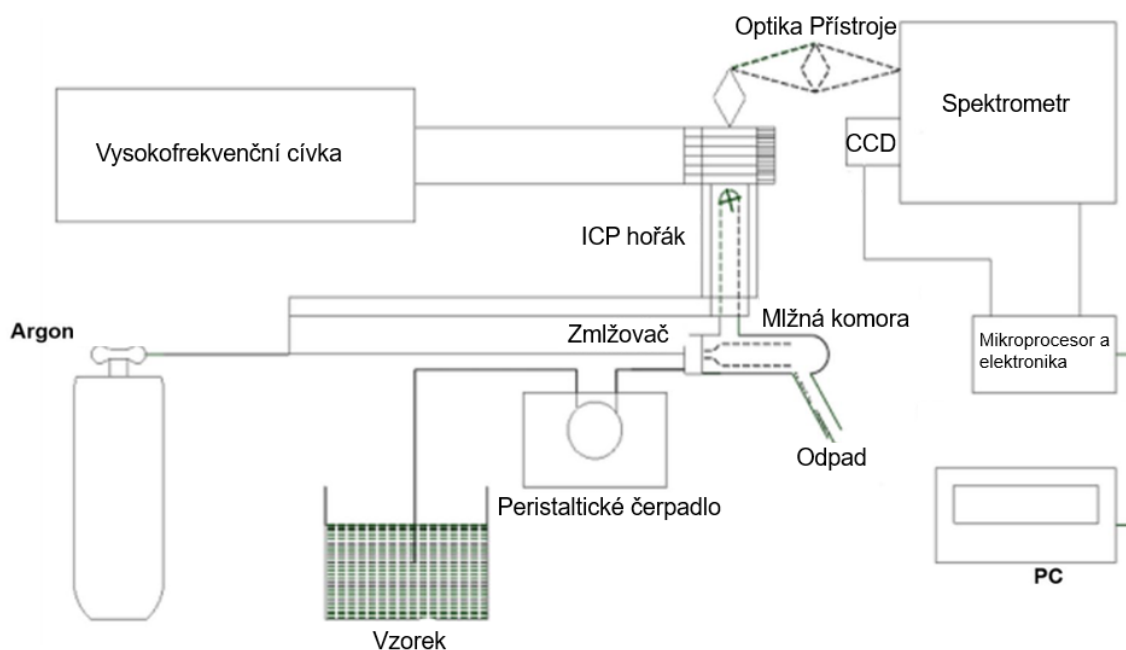 Optika Přístroje
Spektrometr
Vysokofrekvenční cívka
CCD
ICP hořák
Argon
Zmlžovač
Mlžná komora
Mikroprocesor a
elektronika
Odpad
Peristaltické čerpadlo
PC
Vzorek